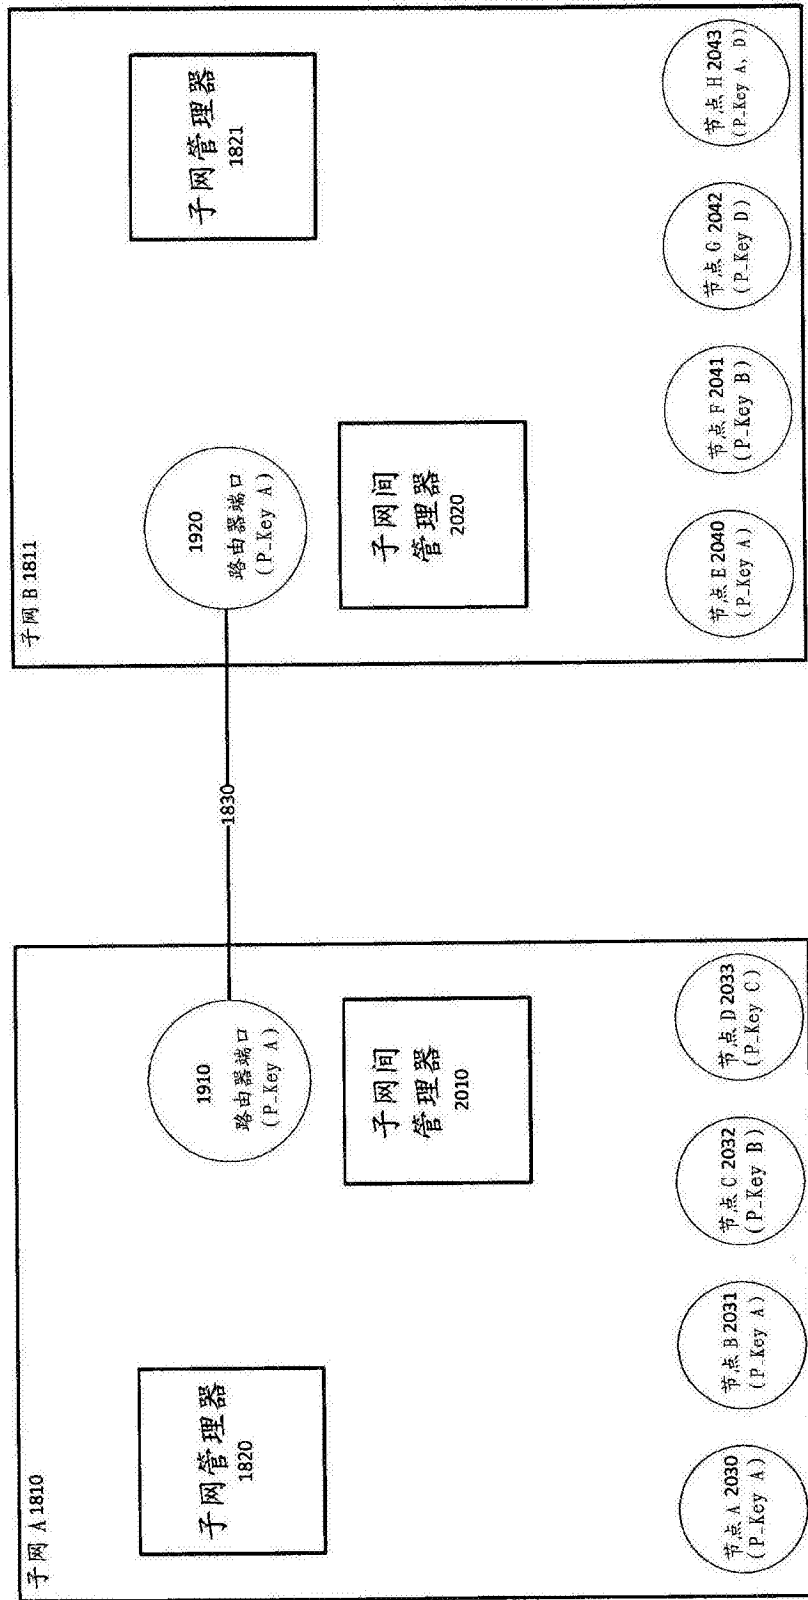 子网 A 1810
子网管理器
1820
1910
路由器端口
(P_Key A)
子网间
管理器
2010
节点 A 2030
(P_Key A)
节点 B 2031
(P_Key A)
节点 C 2032
(P_Key B)
节点 D 2033
(P_Key C)
1830
子网 B 1811
1920
路由器端口
(P_Key A)
子网管理器
1821
子网间
管理器
2020
节点 E 2040
(P_Key A)
节点 F 2041
(P_Key B)
节点 G 2042
(P_Key D)
节点 H 2043
(P_Key A, D)